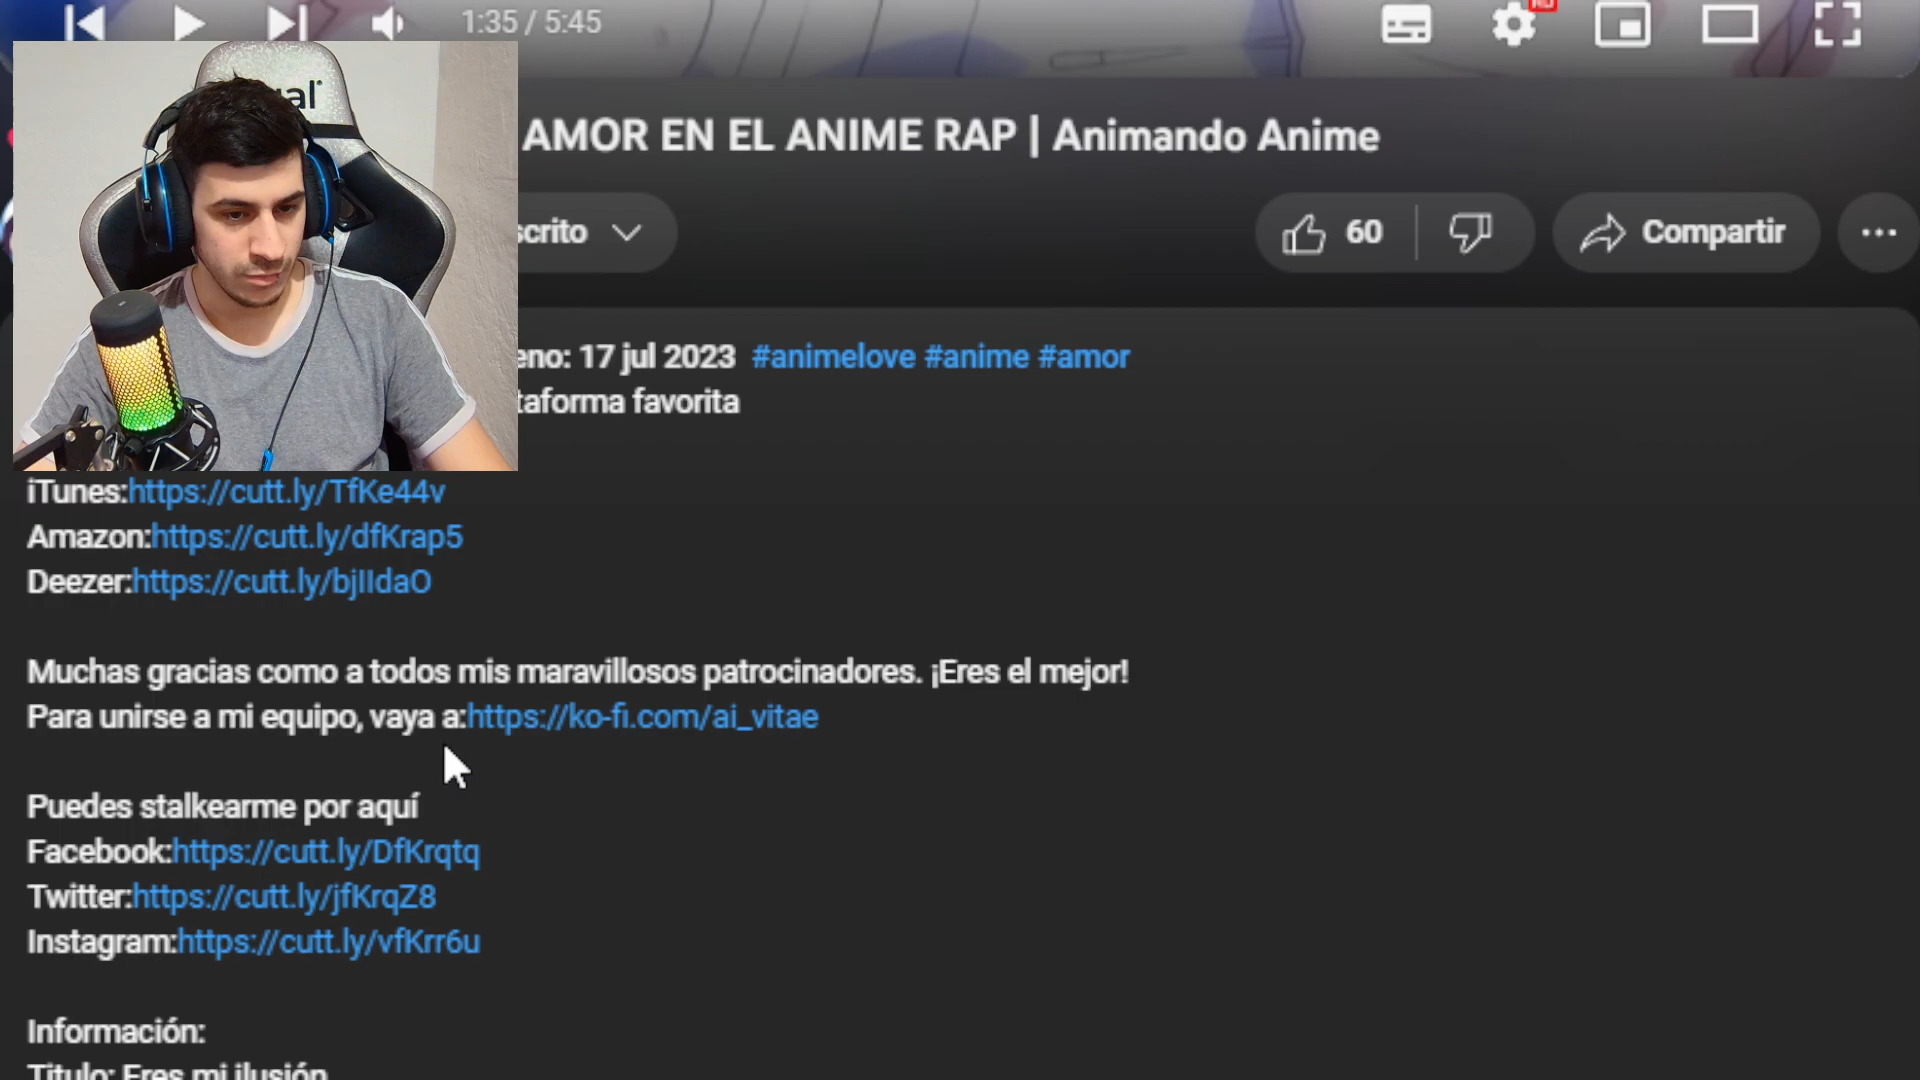 1:35 / 5:45
HD
AMOR EN EL ANIME RAP | Animando Anime
scrito
60
Compartir
eno: 17 jul 2023 #animelove #anime #amor
taforma favorita
iTunes:https://cutt.ly/TfKe44v
Amazon:https://cutt.ly/dfKrap5
Deezer:https://cutt.ly/bjIIdaO
Muchas gracias como a todos mis maravillosos patrocinadores. ¡Eres el mejor!
Para unirse a mi equipo, vaya a:https://ko-fi.com/ai_vitae
Puedes stalkearme por aquí
Facebook:https://cutt.ly/DfKrqtq
Twitter:https://cutt.ly/jfKrqZ8
Instagram:https://cutt.ly/vfKrr6u
Información:
Titulo: Eres mi ilusión